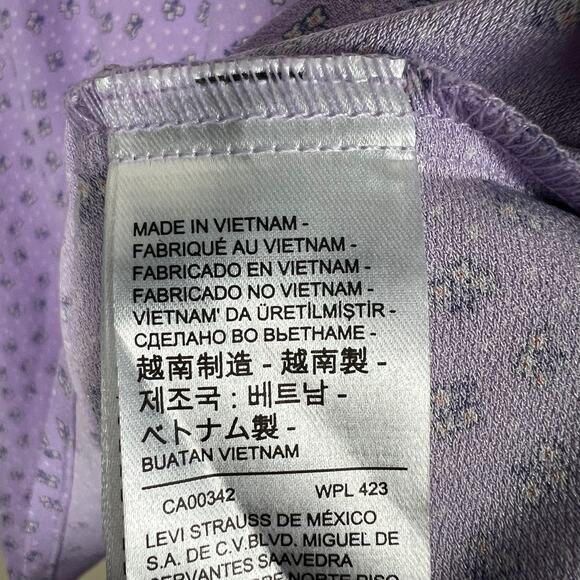 MADE IN VIETNAM -
FABRIQUÉ AU VIETNAM -
FABRICADO EN VIETNAM -
FABRICADO NO VIETNAM -
VİETNAM' DA ÜRETİLMİŞTİR -
СДЕЛАНО ВО ВЬЕТНАМЕ -
越南制造 - 越南製 -
제조국 : 베트남 -
ベトナム製 -
BUATAN VIETNAM
CA00342 WPL 423
LEVI STRAUSS DE MÉXICO
S.A. DE C.V.BLVD. MIGUEL DE
CERVANTES SAAVEDRA
NORTE PISO